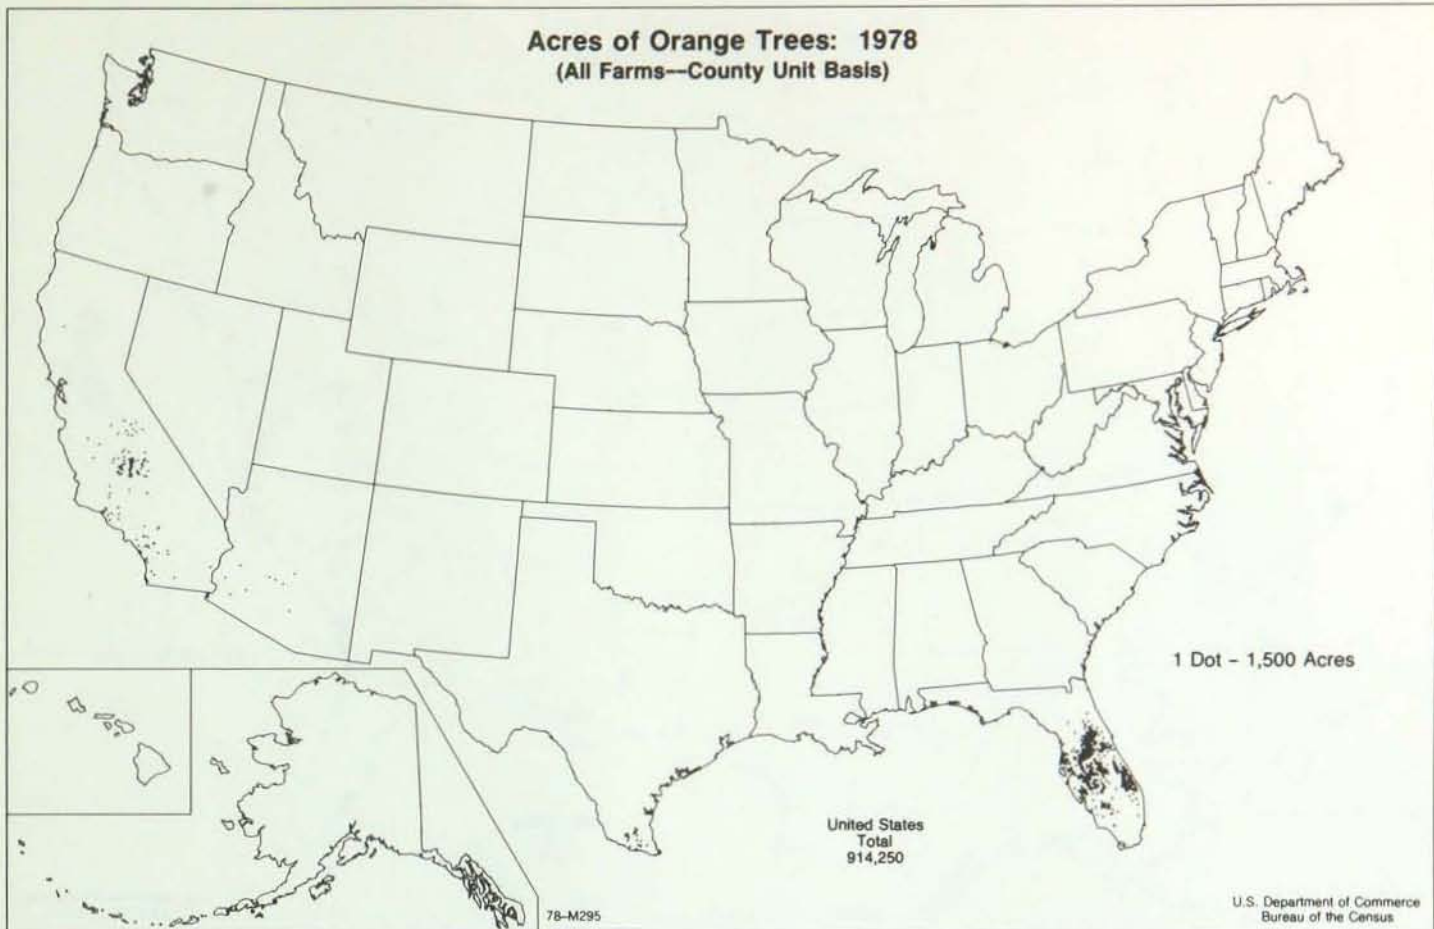 Acres of Orange Trees: 1978
(All Farms--County Unit Basis)
1 Dot - 1,500 Acres
United States
Total
914,250
78-M295
U.S. Department of Commerce
Bureau of the Census